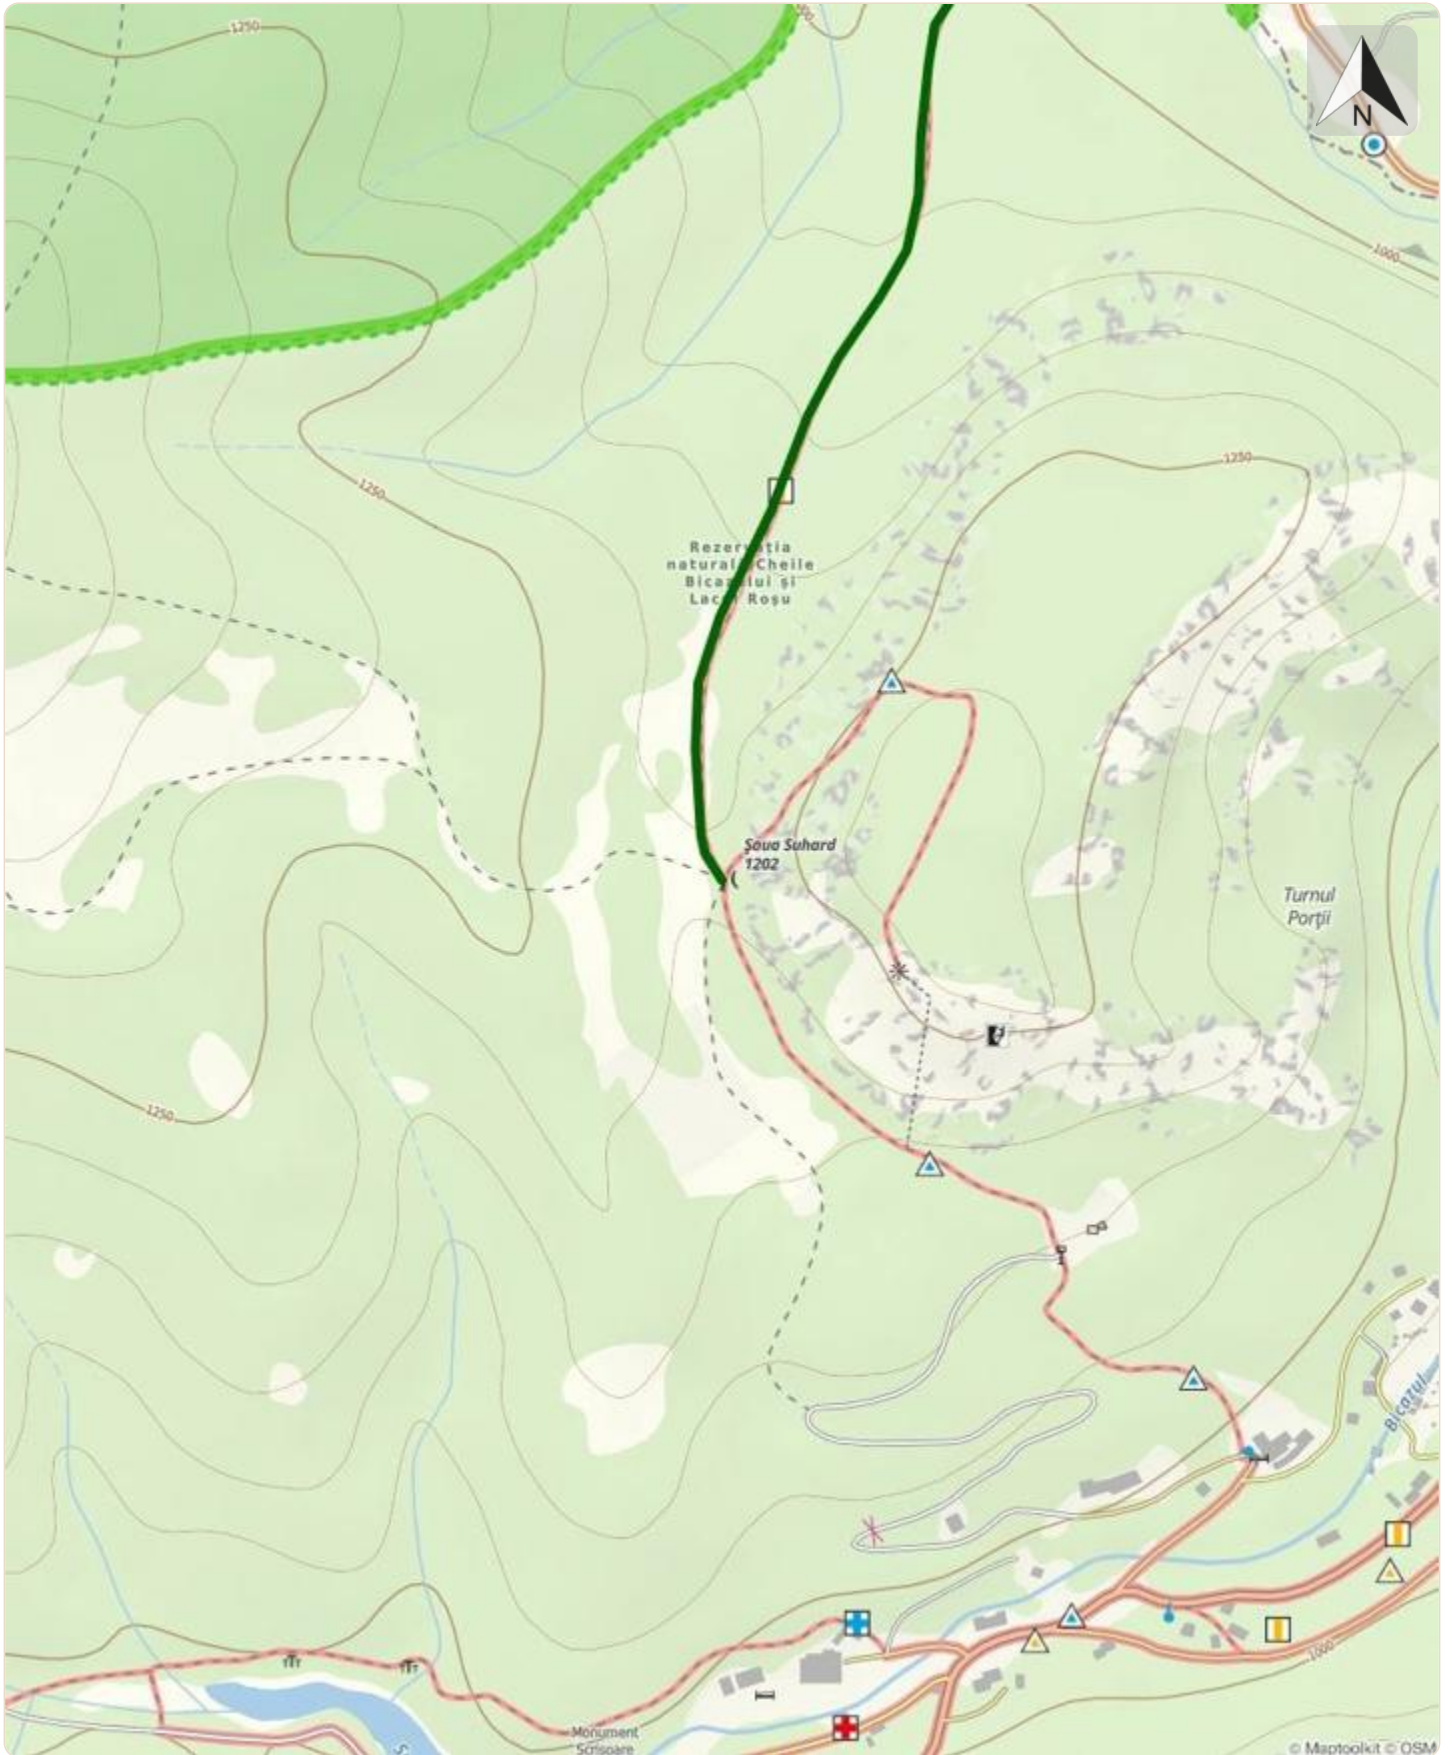 1250
N
1000
1250
1250
Rezervația
naturală Cheile
Bicazului și
Lacul Roșu
Șaua Suhard
1202
Turnul
Porții
1250
Bicazul
1000
Monument
Scrisoare
© Maptoolkit © OSM